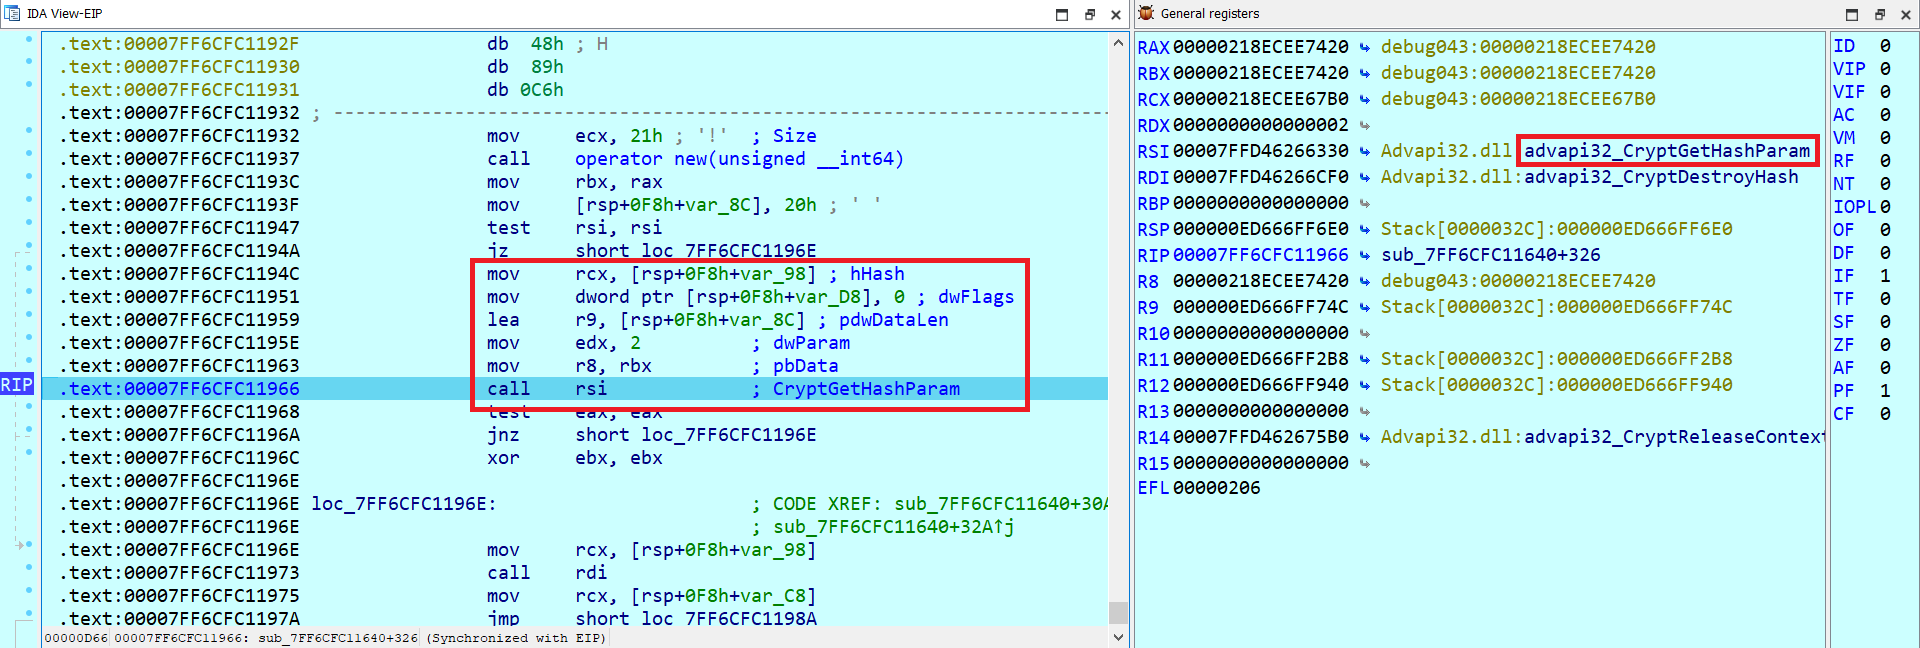 IDA View-EIP
.text:00007FF6CFC1192F db 48h ; H
.text:00007FF6CFC11930 db 89h
.text:00007FF6CFC11931 db 0C6h
.text:00007FF6CFC11932 ; ------------------------------------------------------------------------
.text:00007FF6CFC11932 mov ecx, 21h ; '!' ; Size
.text:00007FF6CFC11937 call operator new(unsigned __int64)
.text:00007FF6CFC1193C mov rbx, rax
.text:00007FF6CFC1193F mov [rsp+0F8h+var_8C], 20h ; ' '
.text:00007FF6CFC11947 test rsi, rsi
.text:00007FF6CFC1194A jz short loc_7FF6CFC1196E
.text:00007FF6CFC1194C mov rcx, [rsp+0F8h+var_98] ; hHash
.text:00007FF6CFC11951 mov dword ptr [rsp+0F8h+var_D8], 0 ; dwFlags
.text:00007FF6CFC11959 lea r9, [rsp+0F8h+var_8C] ; pdwDataLen
.text:00007FF6CFC1195E mov edx, 2 ; dwParam
.text:00007FF6CFC11963 mov r8, rbx ; pbData
RIP .text:00007FF6CFC11966 call rsi ; CryptGetHashParam
.text:00007FF6CFC11968 test eax, eax
.text:00007FF6CFC1196A jnz short loc_7FF6CFC1196E
.text:00007FF6CFC1196C xor ebx, ebx
.text:00007FF6CFC1196E
.text:00007FF6CFC1196E loc_7FF6CFC1196E: ; CODE XREF: sub_7FF6CFC11640+30A
.text:00007FF6CFC1196E ; sub_7FF6CFC11640+32A↑j
.text:00007FF6CFC1196E mov rcx, [rsp+0F8h+var_98]
.text:00007FF6CFC11973 call rdi
.text:00007FF6CFC11975 mov rcx, [rsp+0F8h+var_C8]
.text:00007FF6CFC1197A jmp short loc_7FF6CFC1198A
00000D66 00007FF6CFC11966: sub_7FF6CFC11640+326 (Synchronized with EIP)
General registers
RAX 00000218ECEE7420 debug043:00000218ECEE7420
RBX 00000218ECEE7420 debug043:00000218ECEE7420
RCX 00000218ECEE67B0 debug043:00000218ECEE67B0
RDX 0000000000000002
RSI 00007FFD46266330 Advapi32.dll:advapi32_CryptGetHashParam
RDI 00007FFD46266CF0 Advapi32.dll:advapi32_CryptDestroyHash
RBP 0000000000000000
RSP 000000ED666FF6E0 Stack[0000032C]:000000ED666FF6E0
RIP 00007FF6CFC11966 sub_7FF6CFC11640+326
R8 00000218ECEE7420 debug043:00000218ECEE7420
R9 000000ED666FF74C Stack[0000032C]:000000ED666FF74C
R10 0000000000000000
R11 000000ED666FF2B8 Stack[0000032C]:000000ED666FF2B8
R12 000000ED666FF940 Stack[0000032C]:000000ED666FF940
R13 0000000000000000
R14 00007FFD462675B0 Advapi32.dll:advapi32_CryptReleaseContext
R15 0000000000000000
EFL 00000206
ID 0
VIP 0
VIF 0
AC 0
VM 0
RF 0
NT 0
IOPL 0
OF 0
DF 0
IF 1
TF 0
SF 0
ZF 0
AF 0
PF 1
CF 0